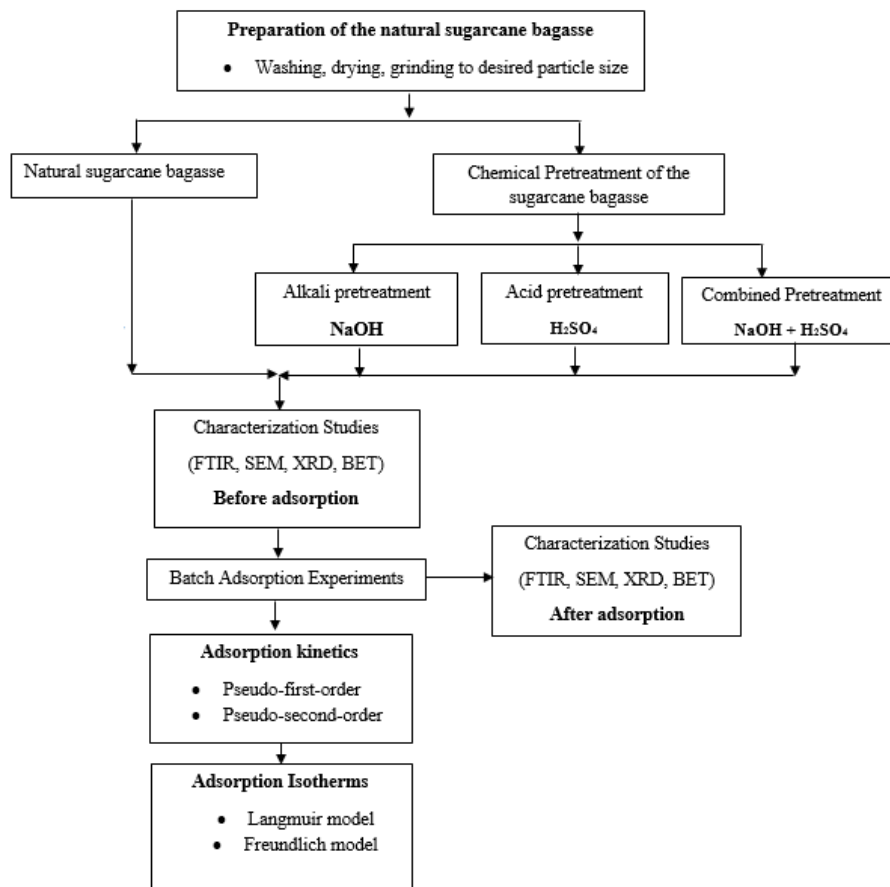 Preparation of the natural sugarcane bagasse
● Washing, drying, grinding to desired particle size
Natural sugarcane bagasse
Chemical Pretreatment of the
sugarcane bagasse
Alkali pretreatment
NaOH
Acid pretreatment
H₂SO₄
Combined Pretreatment
NaOH + H₂SO₄
Characterization Studies
(FTIR, SEM, XRD, BET)
Before adsorption
Batch Adsorption Experiments
Characterization Studies
(FTIR, SEM, XRD, BET)
After adsorption
Adsorption kinetics
● Pseudo-first-order
● Pseudo-second-order
Adsorption Isotherms
● Langmuir model
● Freundlich model